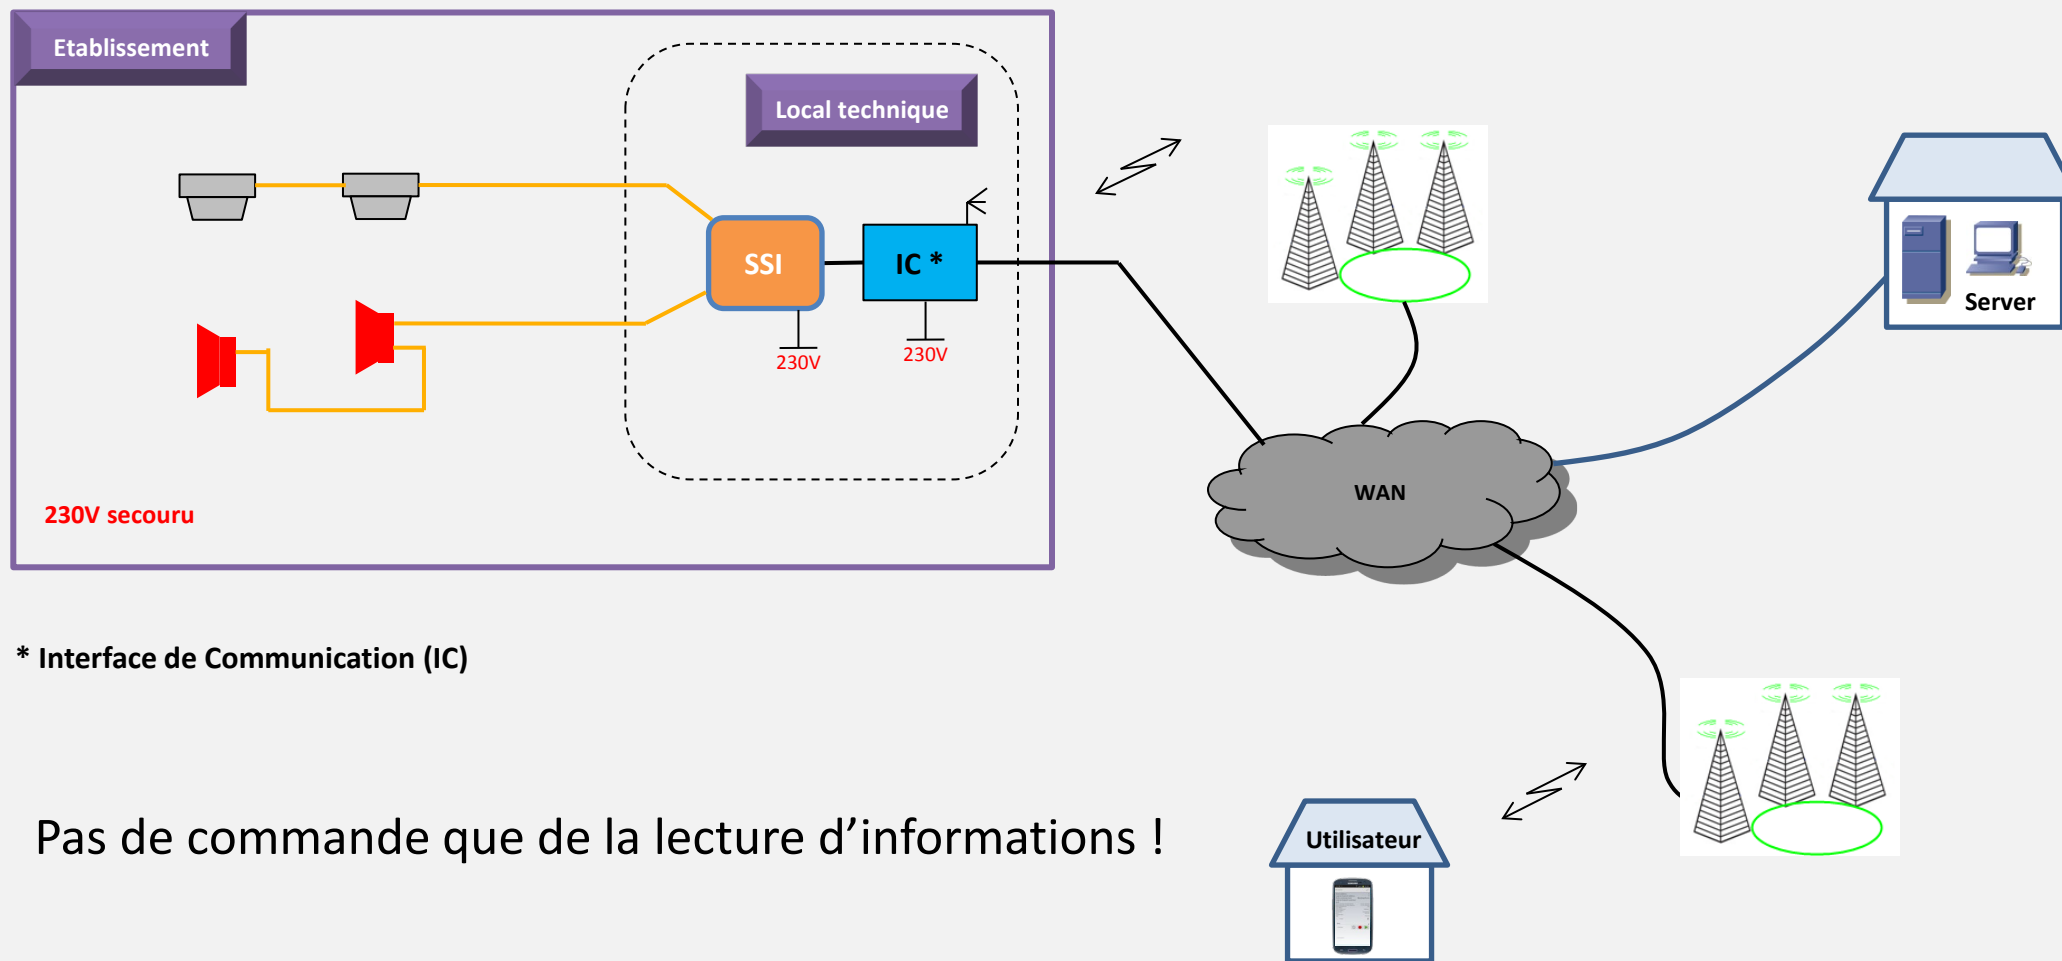 Etablissement
Local technique
SSI
IC *
230V
230V
230V secouru
WAN
Server
* Interface de Communication (IC)
Pas de commande que de la lecture d’informations !
Utilisateur